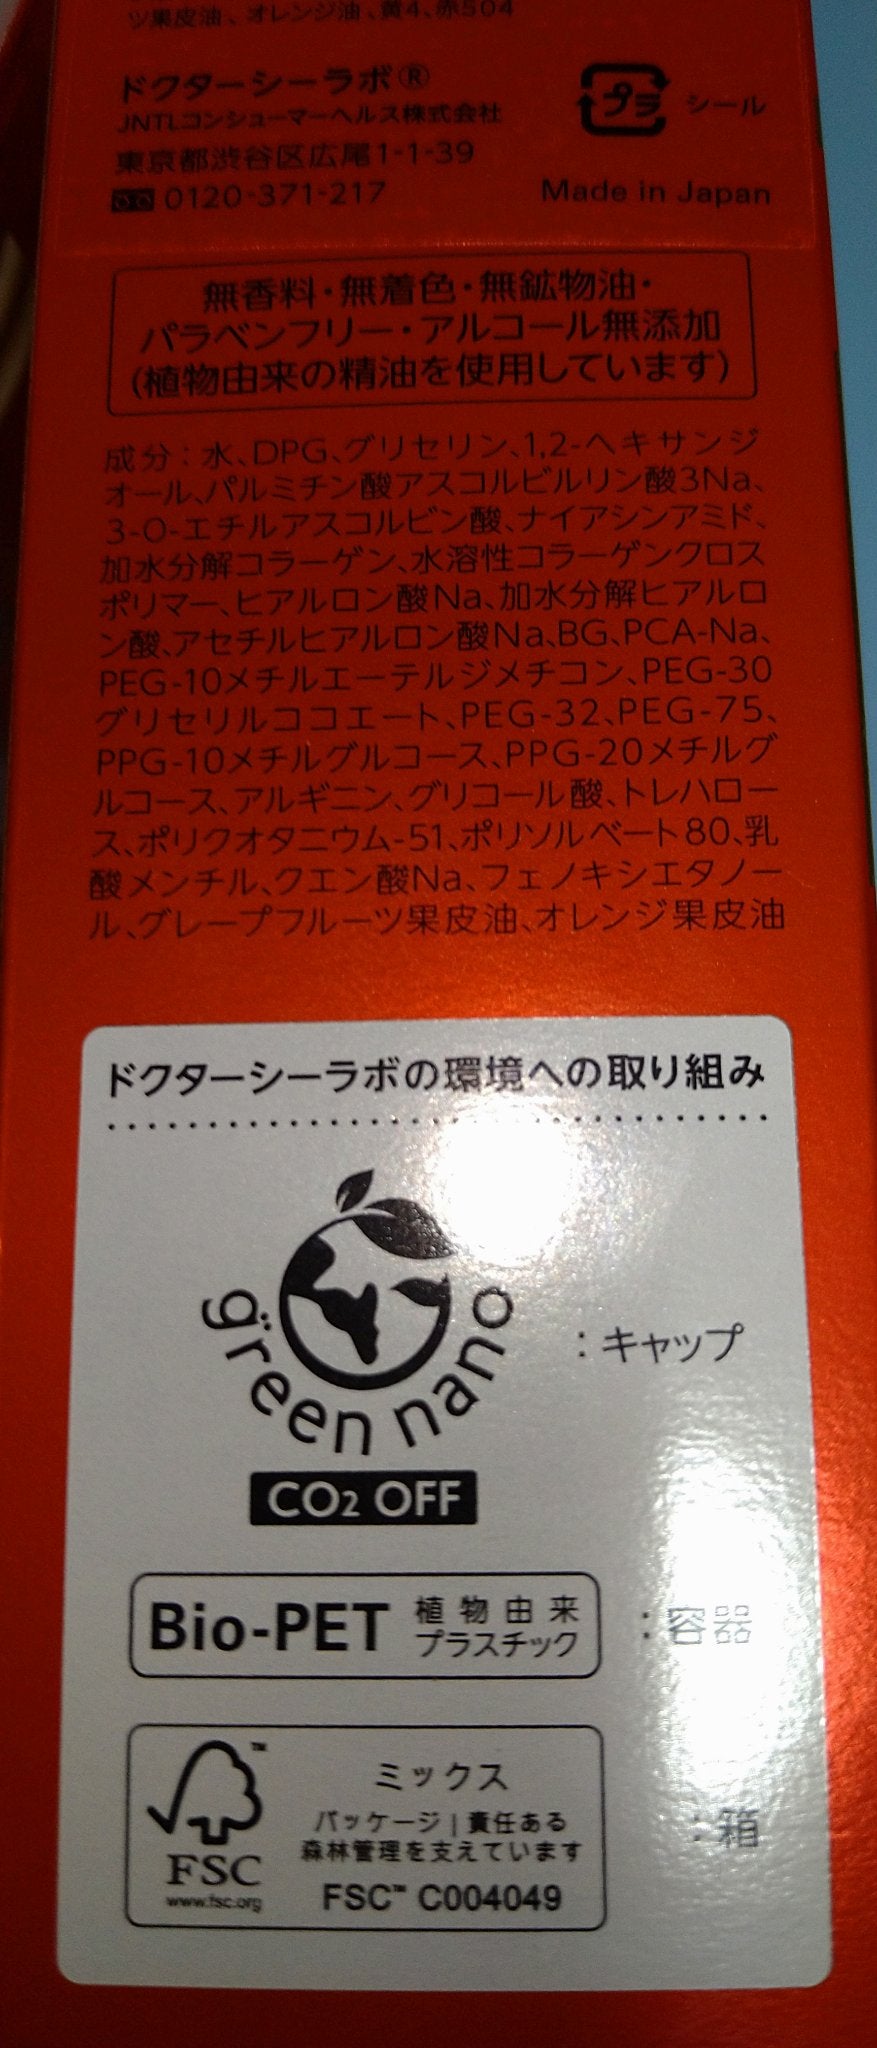 ツ果皮油、オレンジ油、黄4、赤504
ドクターシーラボ®
JNTLコンシューマーヘルス株式会社
東京都渋谷区広尾1-1-39
0120-371-217
プラ シール
Made in Japan
無香料・無着色・無鉱物油・
パラベンフリー・アルコール無添加
(植物由来の精油を使用しています)
成分：水、DPG、グリセリン、1,2-ヘキサンジ
オール、パルミチン酸アスコルビルリン酸3Na、
3-O-エチルアスコルビン酸、ナイアシンアミド、
加水分解コラーゲン、水溶性コラーゲンクロス
ポリマー、ヒアルロン酸Na、加水分解ヒアルロ
ン酸、アセチルヒアルロン酸Na、BG、PCA-Na、
PEG-10メチルエーテルジメチコン、PEG-30
グリセリルココエート、PEG-32、PEG-75、
PPG-10メチルグルコース、PPG-20メチルグ
ルコース、アルギニン、グリコール酸、トレハロー
ス、ポリクオタニウム-51、ポリソルベート80、乳
酸メンチル、クエン酸Na、フェノキシエタノー
ル、グレープフルーツ果皮油、オレンジ果皮油
ドクターシーラボの環境への取り組み
green nano
：キャップ
CO2 OFF
Bio-PET 植物由来
プラスチック
：容器
ミックス
パッケージ｜責任ある
森林管理を支えています
FSC™ C004049
FSC
www.fsc.org
：箱